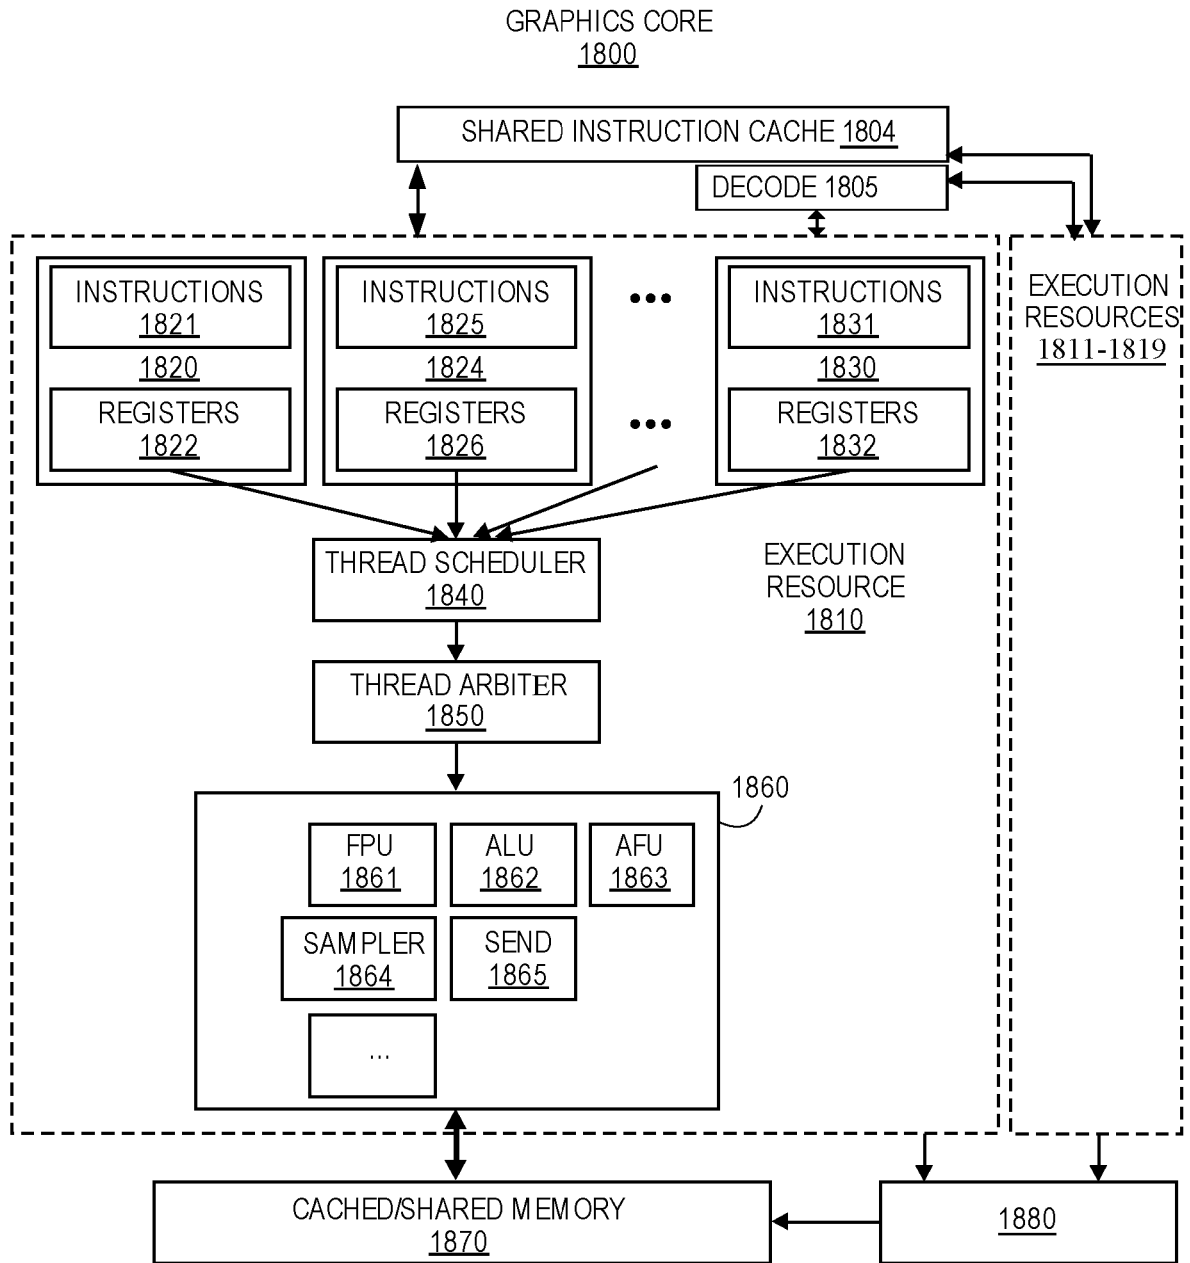 GRAPHICS CORE
1800
SHARED INSTRUCTION CACHE 1804
DECODE 1805
INSTRUCTIONS
1821
1820
REGISTERS
1822
INSTRUCTIONS
1825
1824
REGISTERS
1826
...
...
INSTRUCTIONS
1831
1830
REGISTERS
1832
EXECUTION
RESOURCES
1811-1819
THREAD SCHEDULER
1840
EXECUTION
RESOURCE
1810
THREAD ARBITER
1850
1860
FPU
1861
ALU
1862
AFU
1863
SAMPLER
1864
SEND
1865
...
CACHED/SHARED MEMORY
1870
1880